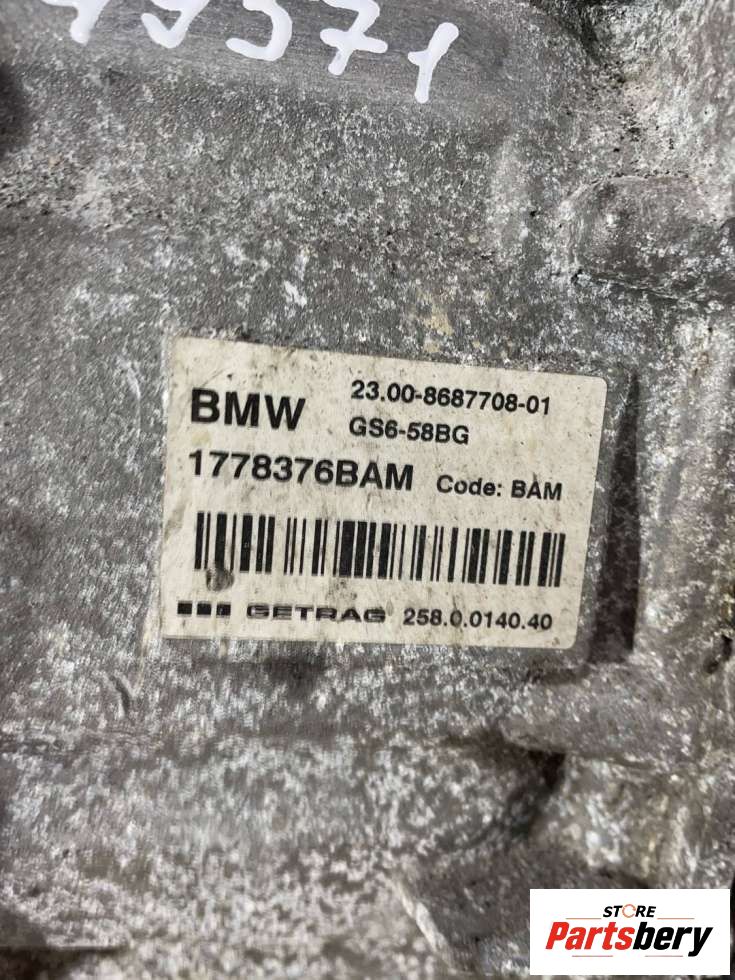 BMW 23.00-8687708-01
GS6-58BG
1778376BAM Code: BAM
GETRAG 258.0.0140.40
STORE
Partsbery